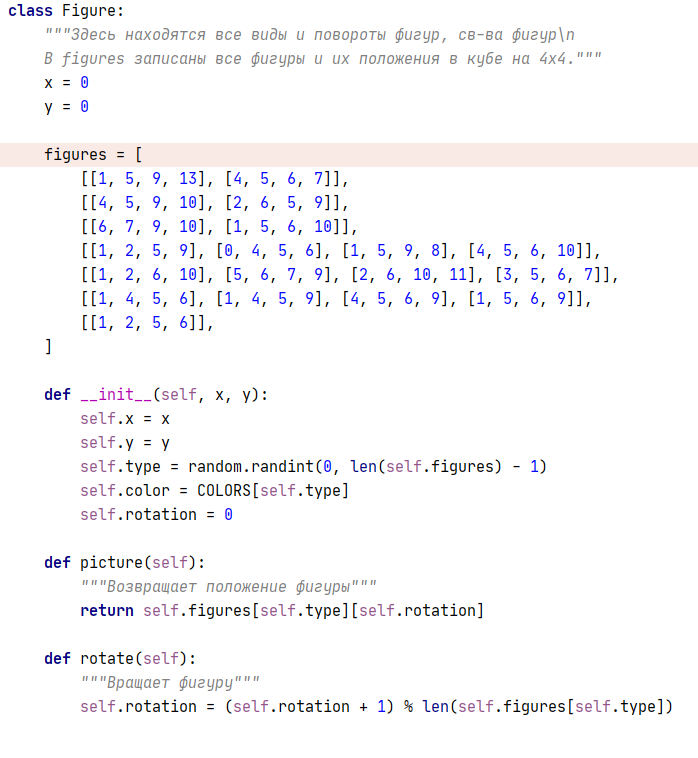 class Figure:
    """Здесь находятся все виды и повороты фигур, св-ва фигур\n
    В figures записаны все фигуры и их положения в кубе на 4х4."""
    x = 0
    y = 0

    figures = [
        [[1, 5, 9, 13], [4, 5, 6, 7]],
        [[4, 5, 9, 10], [2, 6, 5, 9]],
        [[6, 7, 9, 10], [1, 5, 6, 10]],
        [[1, 2, 5, 9], [0, 4, 5, 6], [1, 5, 9, 8], [4, 5, 6, 10]],
        [[1, 2, 6, 10], [5, 6, 7, 9], [2, 6, 10, 11], [3, 5, 6, 7]],
        [[1, 4, 5, 6], [1, 4, 5, 9], [4, 5, 6, 9], [1, 5, 6, 9]],
        [[1, 2, 5, 6]],
    ]

    def __init__(self, x, y):
        self.x = x
        self.y = y
        self.type = random.randint(0, len(self.figures) - 1)
        self.color = COLORS[self.type]
        self.rotation = 0

    def picture(self):
        """Возвращает положение фигуры"""
        return self.figures[self.type][self.rotation]

    def rotate(self):
        """Вращает фигуру"""
        self.rotation = (self.rotation + 1) % len(self.figures[self.type])